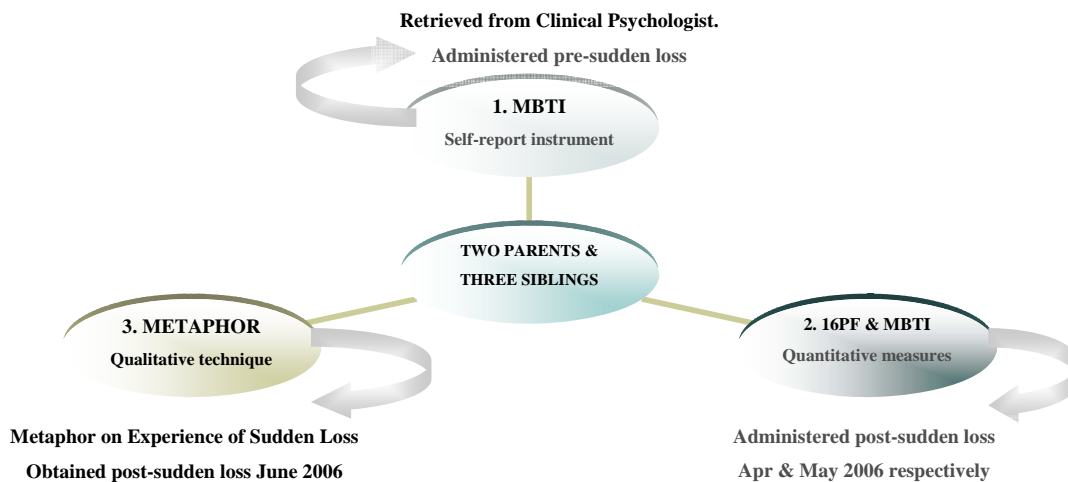 Retrieved from Clinical Psychologist.
Administered pre-sudden loss
1. MBTI
Self-report instrument
TWO PARENTS &
THREE SIBLINGS
3. METAPHOR
Qualitative technique
2. 16PF & MBTI
Quantitative measures
Metaphor on Experience of Sudden Loss
Obtained post-sudden loss June 2006
Administered post-sudden loss
Apr & May 2006 respectively